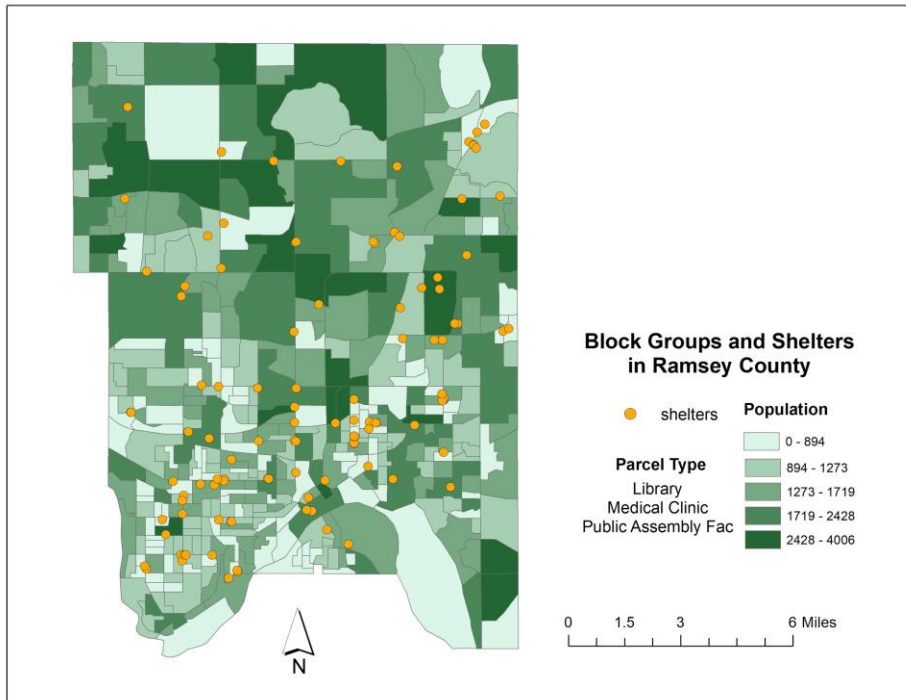 Block Groups and Shelters
in Ramsey County
shelters
Parcel Type
Library
Medical Clinic
Public Assembly Fac
Population
0 - 894
894 - 1273
1273 - 1719
1719 - 2428
2428 - 4006
0 1.5 3 6 Miles
N